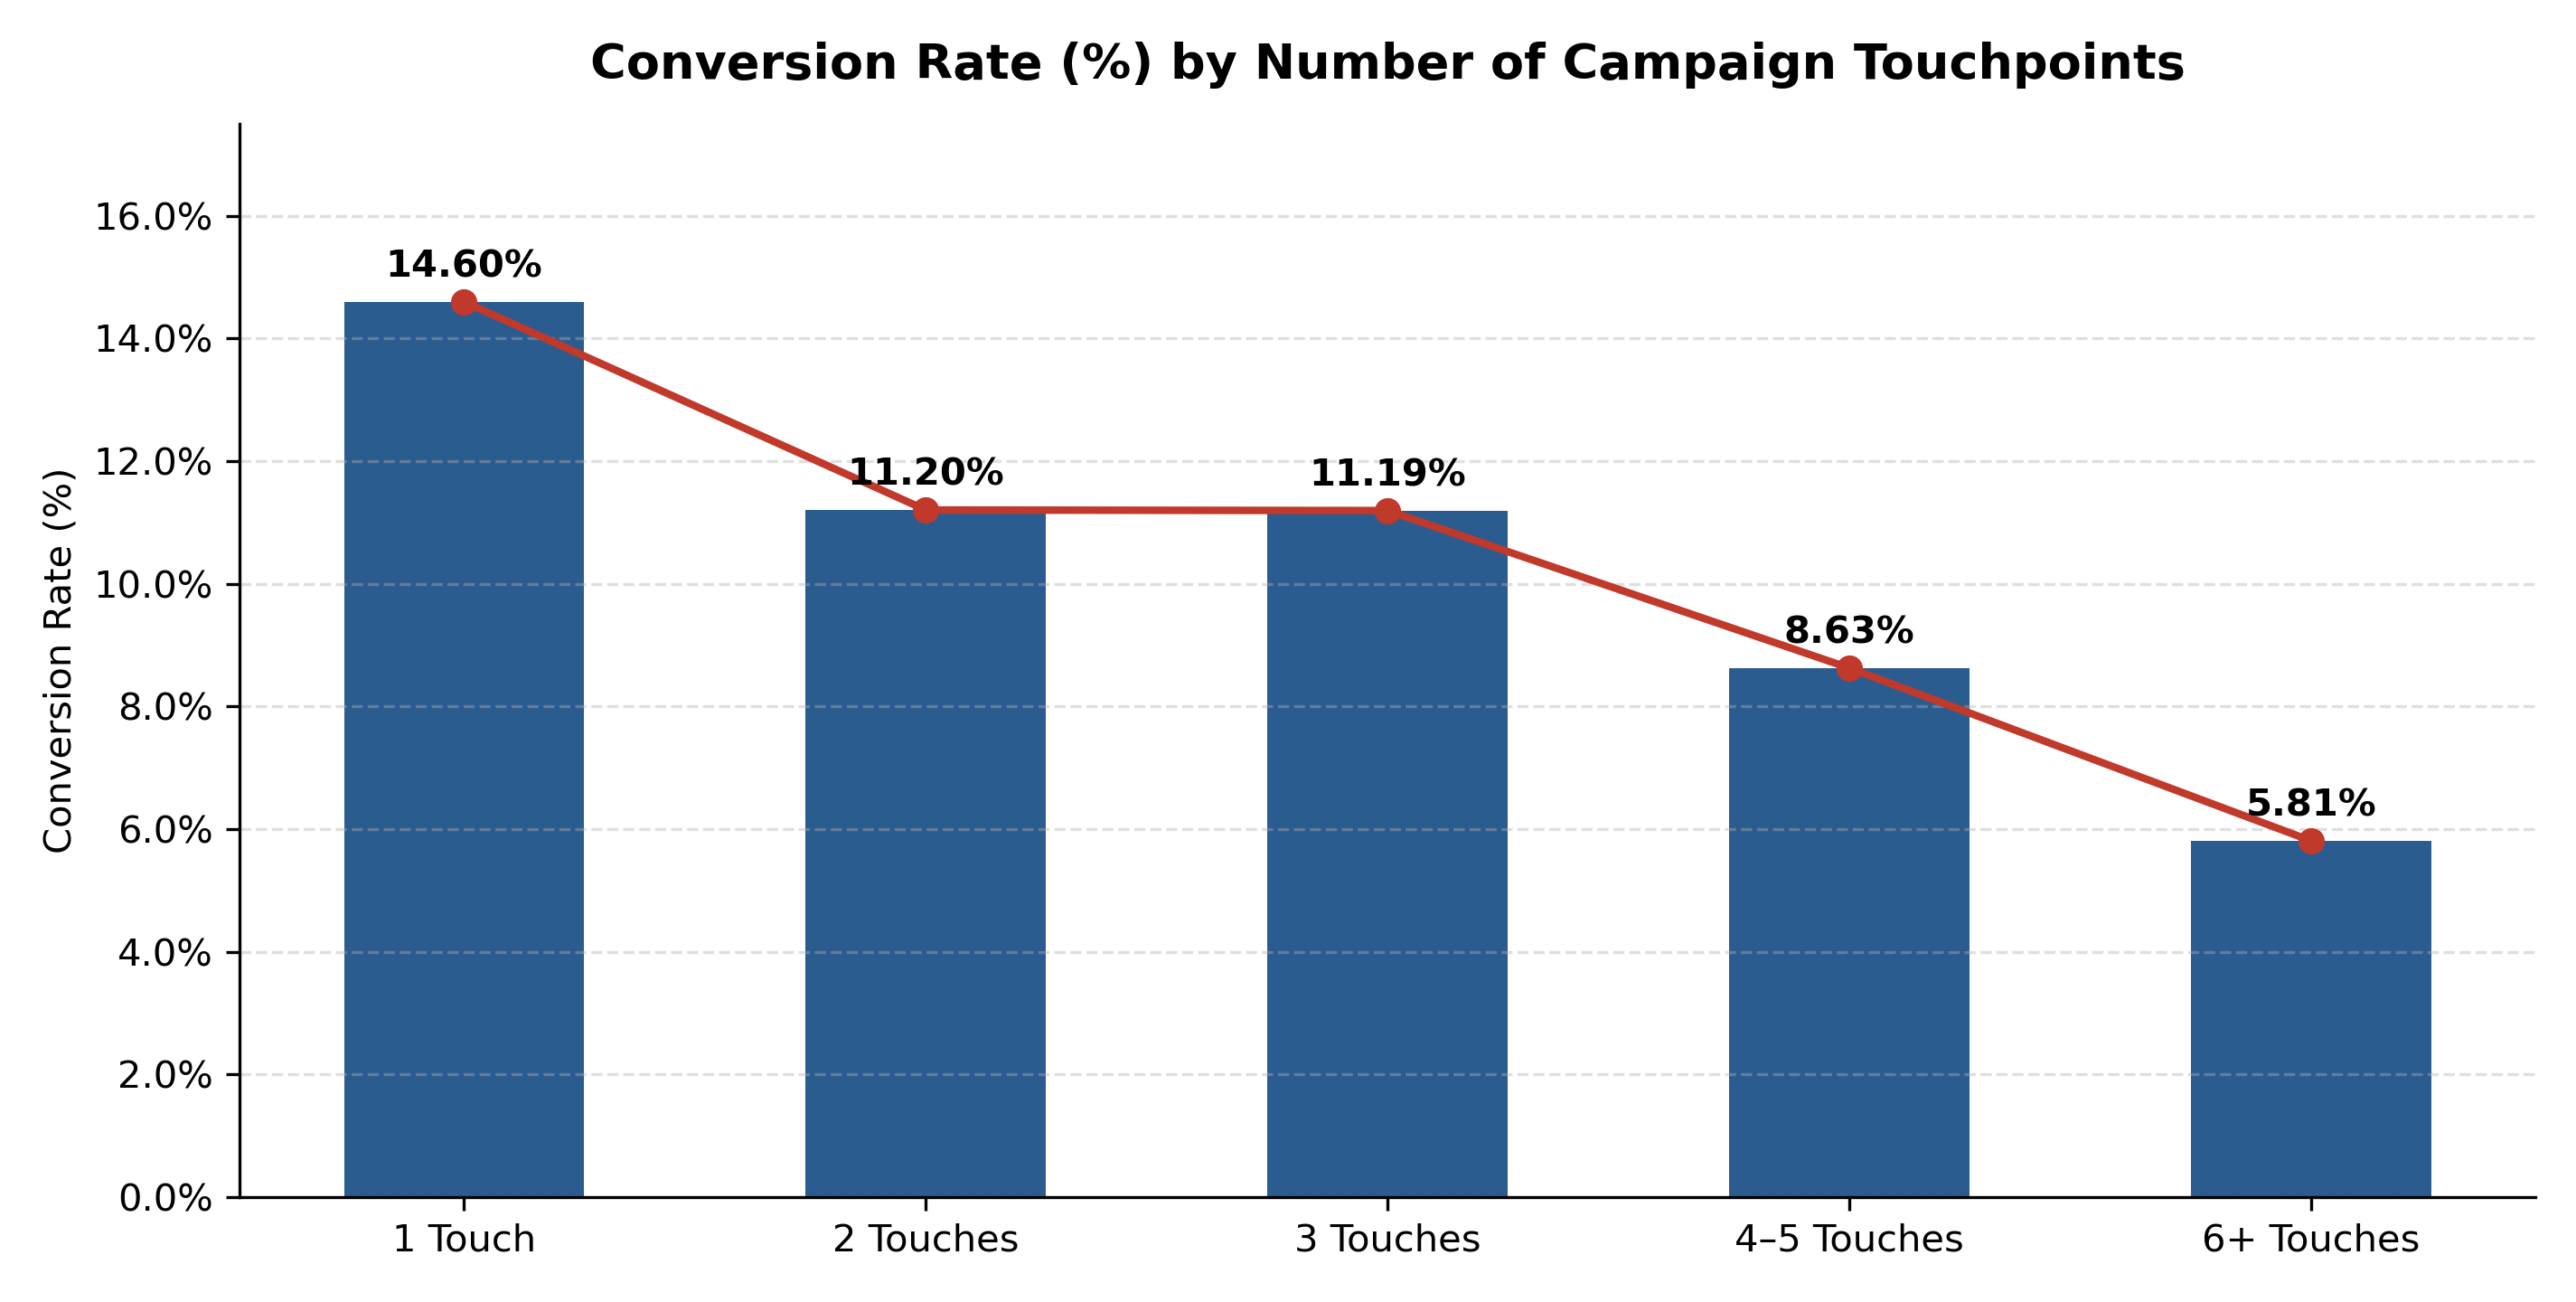 Conversion Rate (%) by Number of Campaign Touchpoints
Conversion Rate (%)
16.0%
14.0%
12.0%
10.0%
8.0%
6.0%
4.0%
2.0%
0.0%
14.60%
11.20%
11.19%
8.63%
5.81%
1 Touch
2 Touches
3 Touches
4–5 Touches
6+ Touches